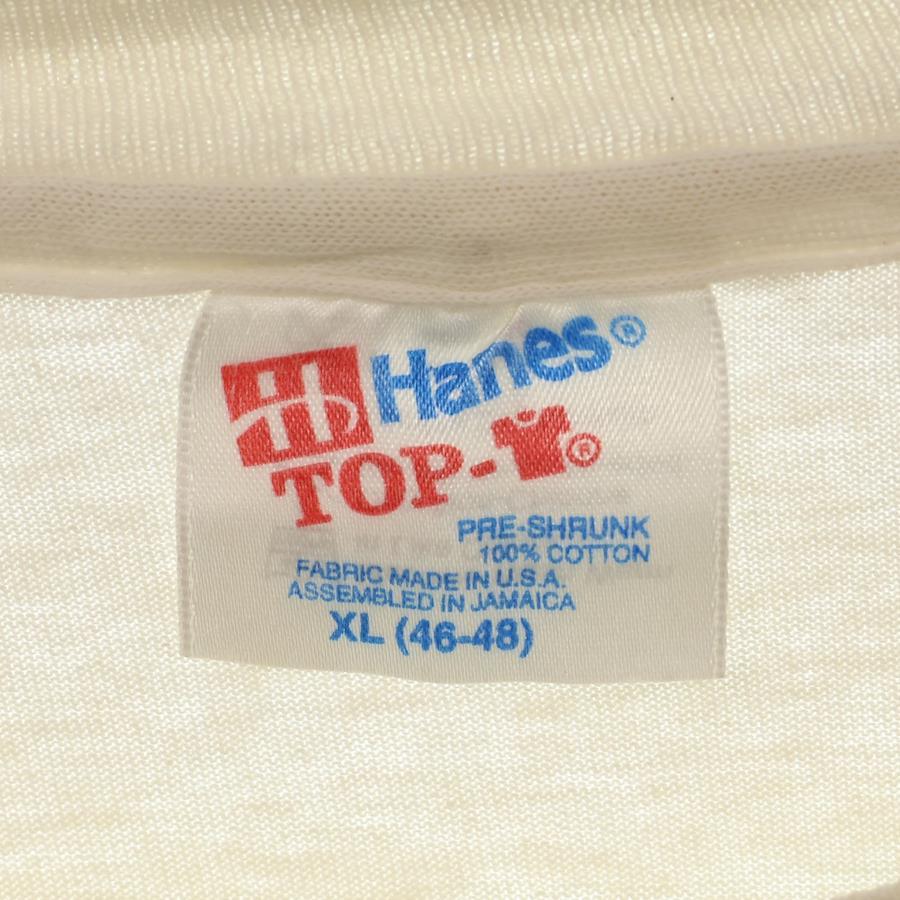 H Hanes®
TOP-®
PRE-SHRUNK
100% COTTON
FABRIC MADE IN U.S.A.
ASSEMBLED IN JAMAICA
XL (46-48)